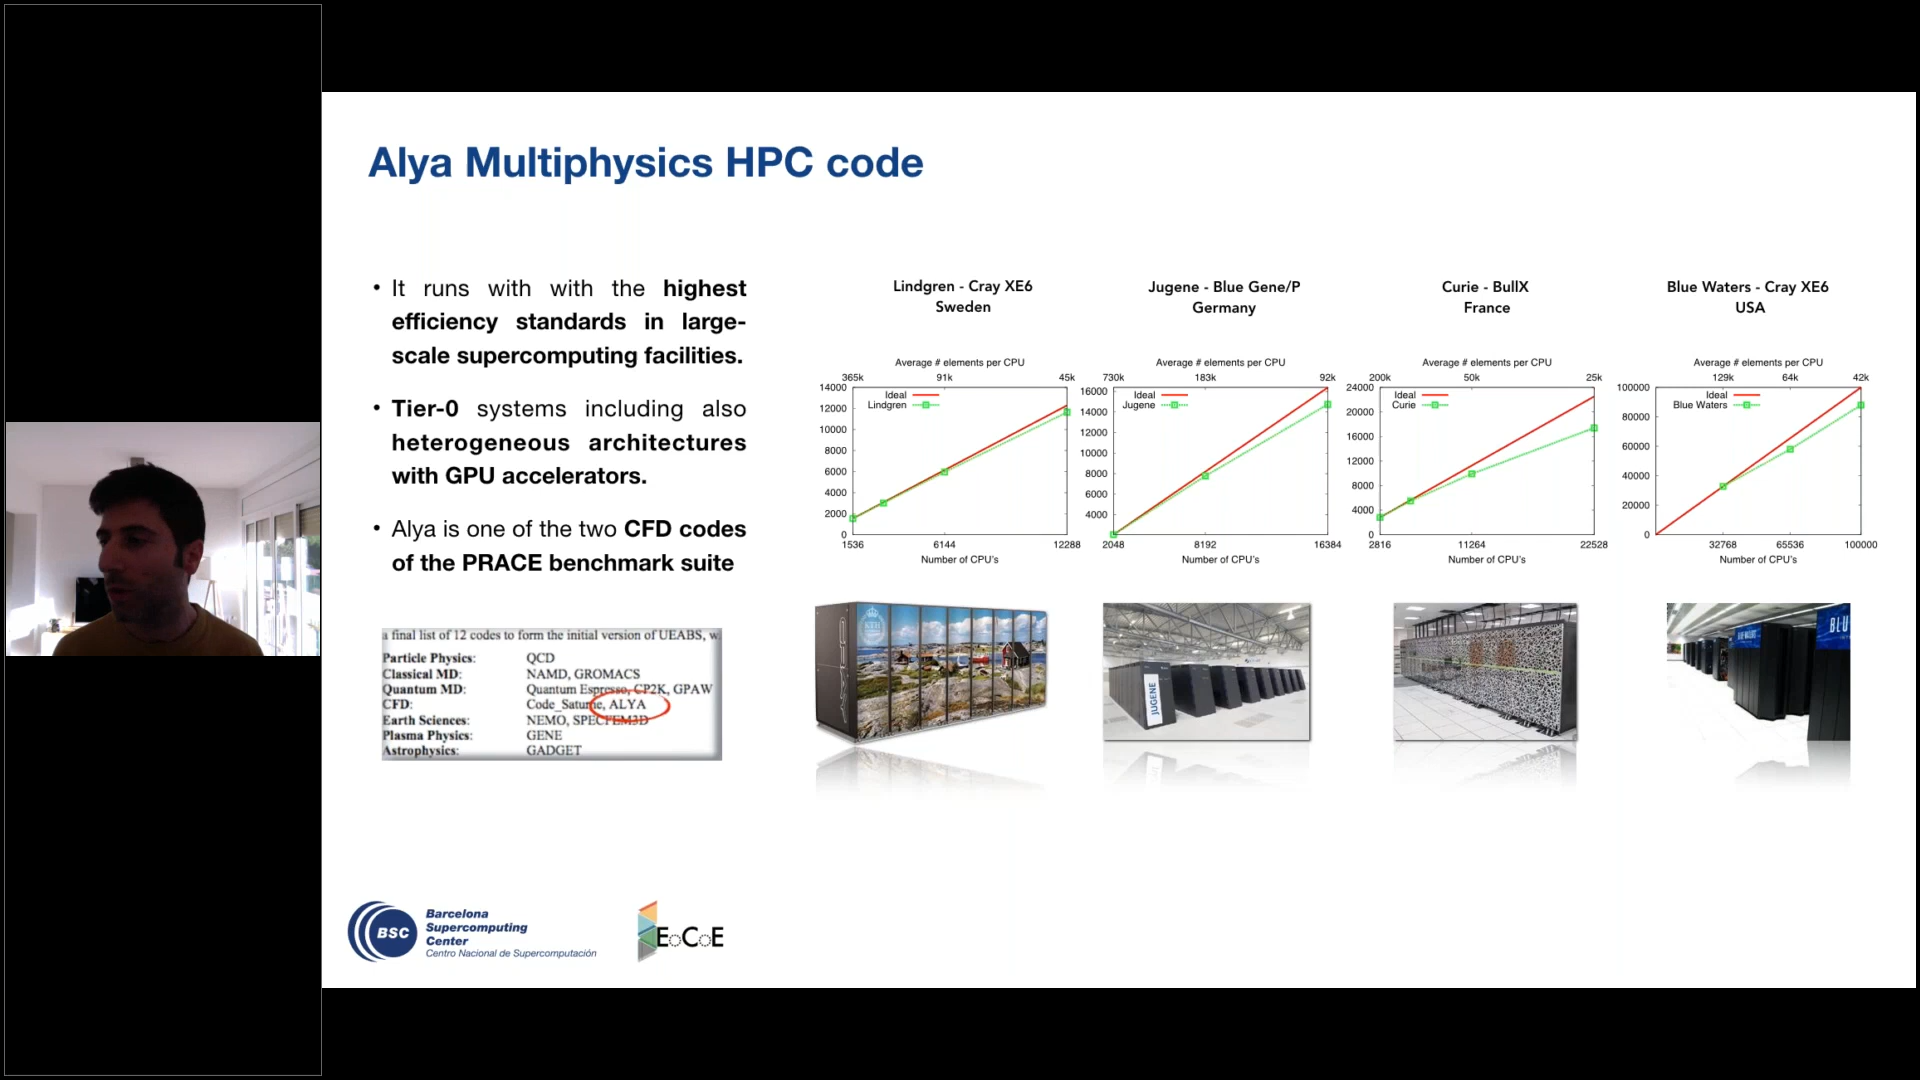 Alya Multiphysics HPC code
• It runs with with the highest
efficiency standards in large-
scale supercomputing facilities.
• Tier-0 systems including also
heterogeneous architectures
with GPU accelerators.
• Alya is one of the two CFD codes
of the PRACE benchmark suite
a final list of 12 codes to form the initial version of UEABS, w
Particle Physics: QCD
Classical MD: NAMD, GROMACS
Quantum MD: Quantum Espresso, CP2K, GPAW
CFD: Code_Saturne, ALYA
Earth Sciences: NEMO, SPECFEM3D
Plasma Physics: GENE
Astrophysics: GADGET
Lindgren - Cray XE6
Sweden
Average # elements per CPU
365k 91k 45k
14000
12000
10000
8000
6000
4000
2000
0
Ideal
Lindgren
1536 6144 12288
Number of CPU's
Jugene - Blue Gene/P
Germany
Average # elements per CPU
730k 183k 92k
16000
14000
12000
10000
8000
6000
4000
Ideal
Jugene
2048 8192 16384
Number of CPU's
JUGENE
Curie - BullX
France
Average # elements per CPU
200k 50k 25k
24000
20000
16000
12000
8000
4000
0
Ideal
Curie
2816 11264 22528
Number of CPU's
Blue Waters - Cray XE6
USA
Average # elements per CPU
129k 64k 42k
100000
80000
60000
40000
20000
0
Ideal
Blue Waters
32768 65536 100000
Number of CPU's
BLUE WATERS
BLU
BSC
Barcelona
Supercomputing
Center
Centro Nacional de Supercomputación
EoCoE